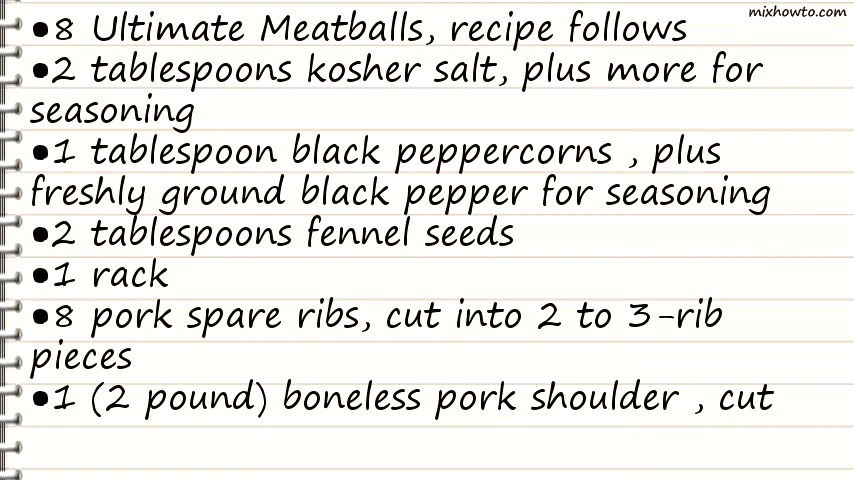 mixhowto.com
•8 Ultimate Meatballs, recipe follows
•2 tablespoons kosher salt, plus more for
seasoning
•1 tablespoon black peppercorns , plus
freshly ground black pepper for seasoning
•2 tablespoons fennel seeds
•1 rack
•8 pork spare ribs, cut into 2 to 3-rib
pieces
•1 (2 pound) boneless pork shoulder , cut